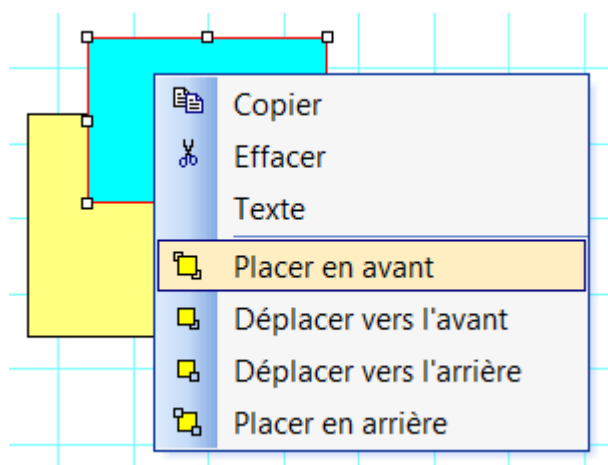 Copier
Effacer
Texte
Placer en avant
Déplacer vers l'avant
Déplacer vers l'arrière
Placer en arrière